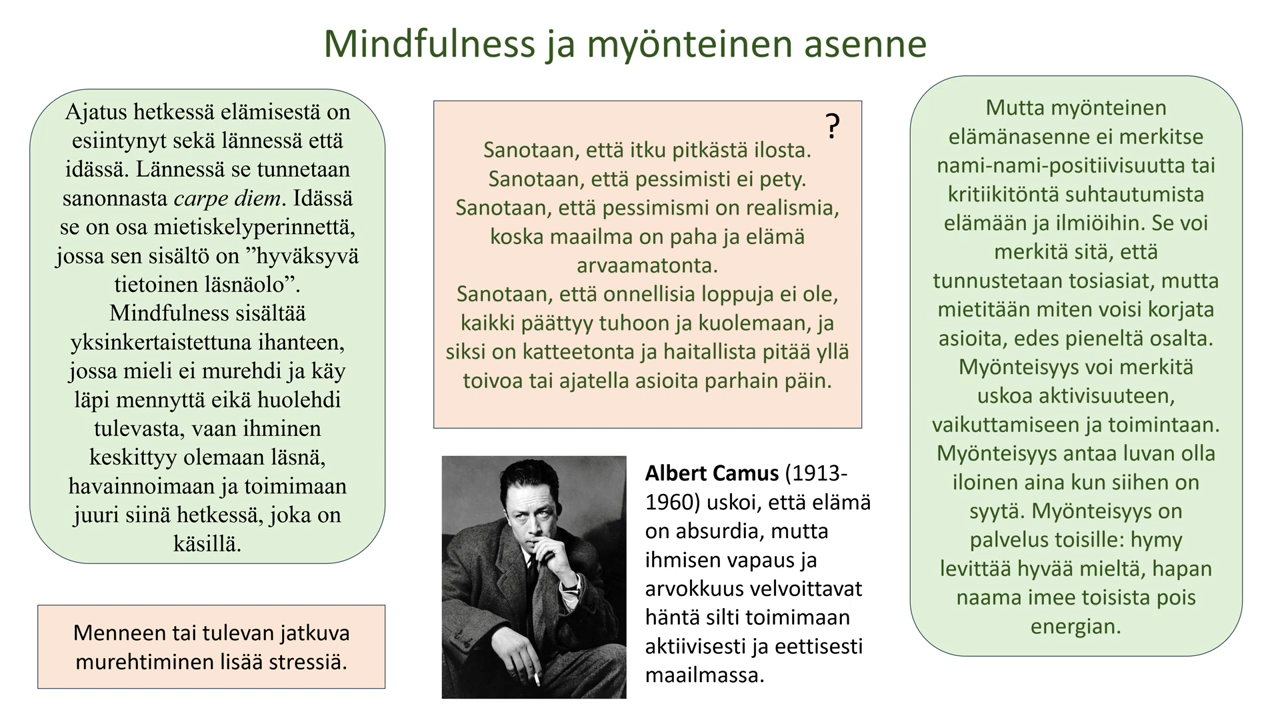 Mindfulness ja myönteinen asenne
Ajatus hetkessä elämisestä on
esiintynyt sekä lännessä että
idässä. Lännessä se tunnetaan
sanonnasta carpe diem. Idässä
se on osa mietiskelyperinnettä,
jossa sen sisältö on ”hyväksyvä
tietoinen läsnäolo”.
Mindfulness sisältää
yksinkertaistettuna ihanteen,
jossa mieli ei murehdi ja käy
läpi mennyttä eikä huolehdi
tulevasta, vaan ihminen
keskittyy olemaan läsnä,
havainnoimaan ja toimimaan
juuri siinä hetkessä, joka on
käsillä.
Menneen tai tulevan jatkuva
murehtiminen lisää stressiä.
?
Sanotaan, että itku pitkästä ilosta.
Sanotaan, että pessimisti ei pety.
Sanotaan, että pessimismi on realismia,
koska maailma on paha ja elämä
arvaamatonta.
Sanotaan, että onnellisia loppuja ei ole,
kaikki päättyy tuhoon ja kuolemaan, ja
siksi on katteetonta ja haitallista pitää yllä
toivoa tai ajatella asioita parhain päin.
Albert Camus (1913-
1960) uskoi, että elämä
on absurdia, mutta
ihmisen vapaus ja
arvokkuus velvoittavat
häntä silti toimimaan
aktiivisesti ja eettisesti
maailmassa.
Mutta myönteinen
elämänasenne ei merkitse
nami-nami-positiivisuutta tai
kritiikitöntä suhtautumista
elämään ja ilmiöihin. Se voi
merkitä sitä, että
tunnustetaan tosiasiat, mutta
mietitään miten voisi korjata
asioita, edes pieneltä osalta.
Myönteisyys voi merkitä
uskoa aktivisuuteen,
vaikuttamiseen ja toimintaan.
Myönteisyys antaa luvan olla
iloinen aina kun siihen on
syytä. Myönteisyys on
palvelus toisille: hymy
levittää hyvää mieltä, hapan
naama imee toisista pois
energian.